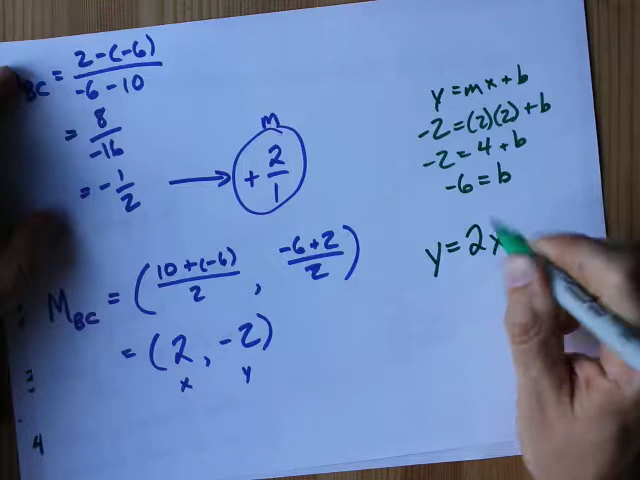 BC = 2-(-6) / -6-10
= 8 / -16
= -1/2 → + 2/1
m
M BC = ( 10+(-6) / 2 , -6+2 / 2 )
= (2, -2)
x y
4
y = mx + b
-2 = (2)(2) + b
-2 = 4 + b
-6 = b
y = 2x